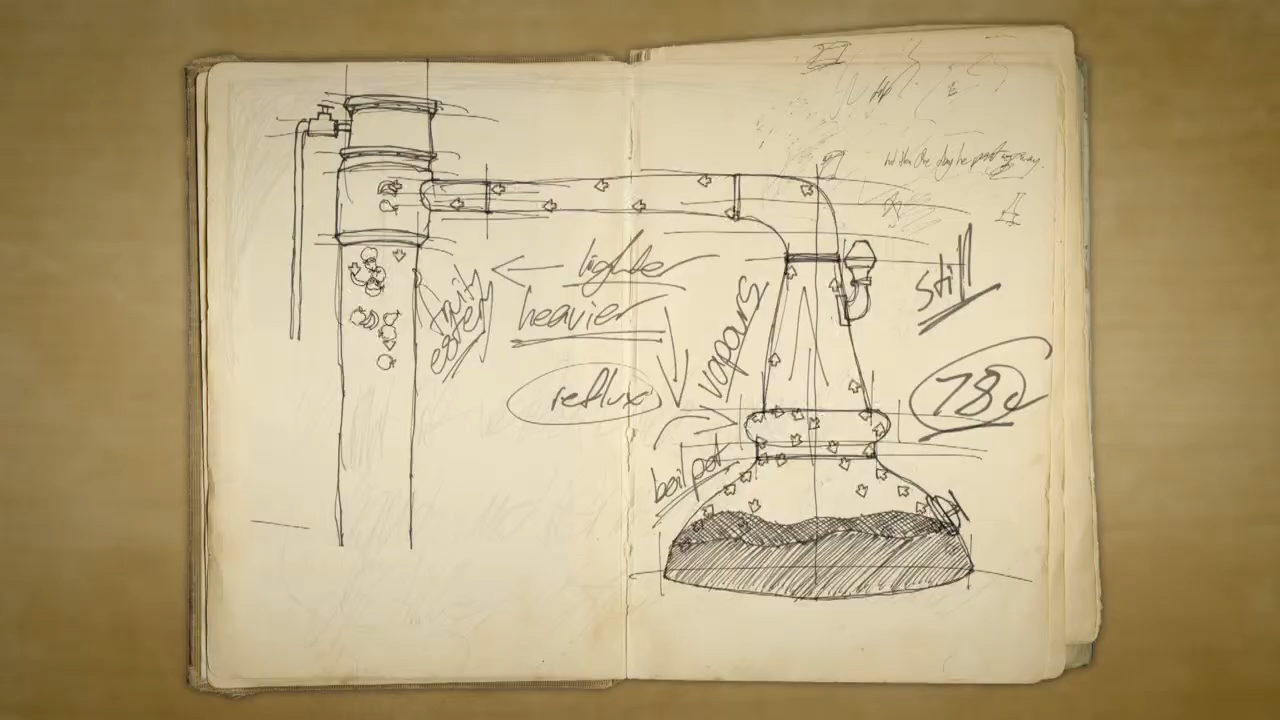 lighter
heavier
fruity
esters
reflux
vapours
boil pot
still
78c